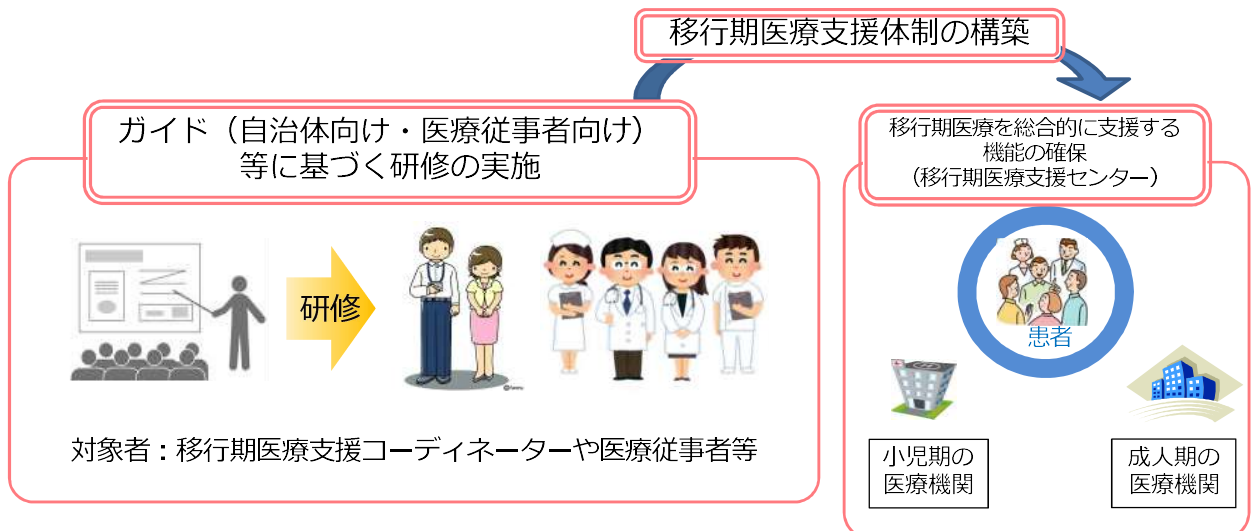 移行期医療支援体制の構築
ガイド（自治体向け・医療従事者向け）
等に基づく研修の実施
研修
対象者：移行期医療支援コーディネーターや医療従事者等
移行期医療を総合的に支援する
機能の確保
（移行期医療支援センター）
患者
小児期の
医療機関
成人期の
医療機関